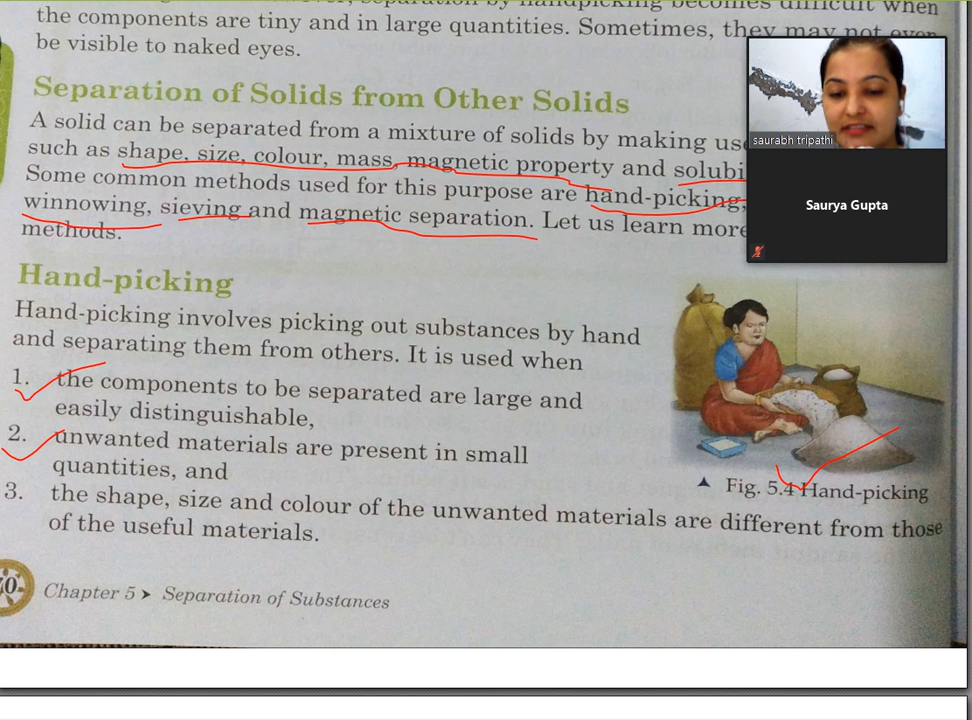 the components are tiny and in large quantities. Sometimes, they may not even
be visible to naked eyes.
Separation of Solids from Other Solids
A solid can be separated from a mixture of solids by making use
such as shape, size, colour, mass, magnetic property and solubi
Some common methods used for this purpose are hand-picking,
winnowing, sieving and magnetic separation. Let us learn more
methods.
saurabh tripathi
Saurya Gupta
Hand-picking
Hand-picking involves picking out substances by hand
and separating them from others. It is used when
1. the components to be separated are large and
easily distinguishable,
2. unwanted materials are present in small
quantities, and
3. the shape, size and colour of the unwanted materials are different from those
of the useful materials.
Fig. 5.4 Hand-picking
70
Chapter 5 Separation of Substances